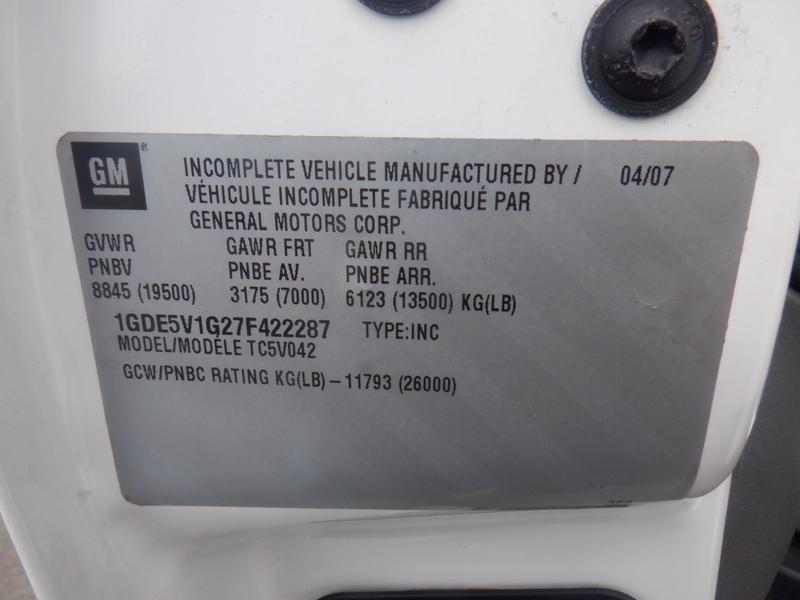 GM ® INCOMPLETE VEHICLE MANUFACTURED BY / 04/07
VÉHICULE INCOMPLETE FABRIQUÉ PAR
GENERAL MOTORS CORP.
GVWR GAWR FRT GAWR RR
PNBV PNBE AV. PNBE ARR.
8845 (19500) 3175 (7000) 6123 (13500) KG(LB)
1GDE5V1G27F422287 TYPE:INC
MODEL/MODÈLE TC5V042
GCW/PNBC RATING KG(LB)–11793 (26000)